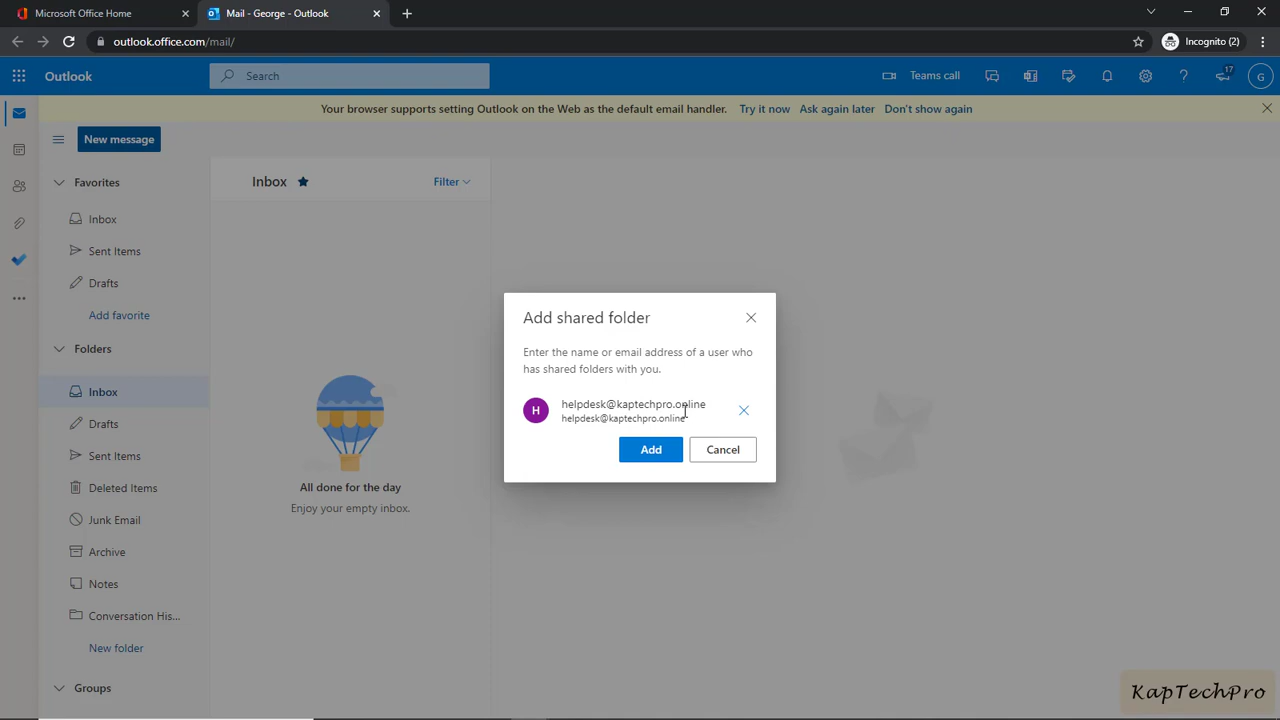 Microsoft Office Home
Mail - George - Outlook
outlook.office.com/mail/
Incognito (2)
Outlook
Search
Teams call
17
G
Your browser supports setting Outlook on the Web as the default email handler. Try it now Ask again later Don't show again
New message
Favorites
Inbox
Sent Items
Drafts
Add favorite
Folders
Inbox
Drafts
Sent Items
Deleted Items
Junk Email
Archive
Notes
Conversation His...
New folder
Groups
Inbox
Filter
All done for the day
Enjoy your empty inbox.
Add shared folder
Enter the name or email address of a user who
has shared folders with you.
H
helpdesk@kaptechpro.online
helpdesk@kaptechpro.online
Add
Cancel
KapTechPro